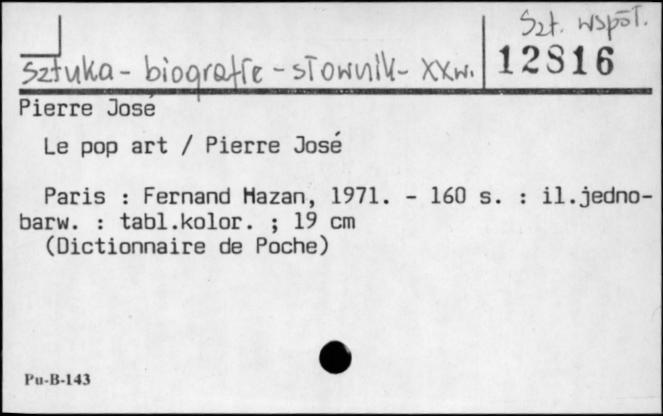 Szt. współ.
sztuka - biografie - słownik - XXw.
12816
Pierre José
Le pop art / Pierre José
Paris : Fernand Hazan, 1971. - 160 s. : il.jedno-
barw. : tabl.kolor. ; 19 cm
(Dictionnaire de Poche)
Pu-B-143